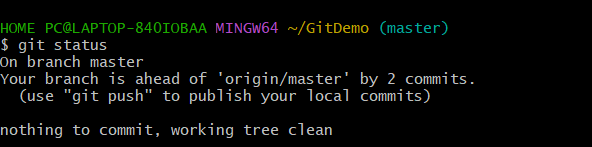 HOME PC@LAPTOP-840IOBAA MINGW64 ~/GitDemo (master)
$ git status
On branch master
Your branch is ahead of 'origin/master' by 2 commits.
  (use "git push" to publish your local commits)

nothing to commit, working tree clean